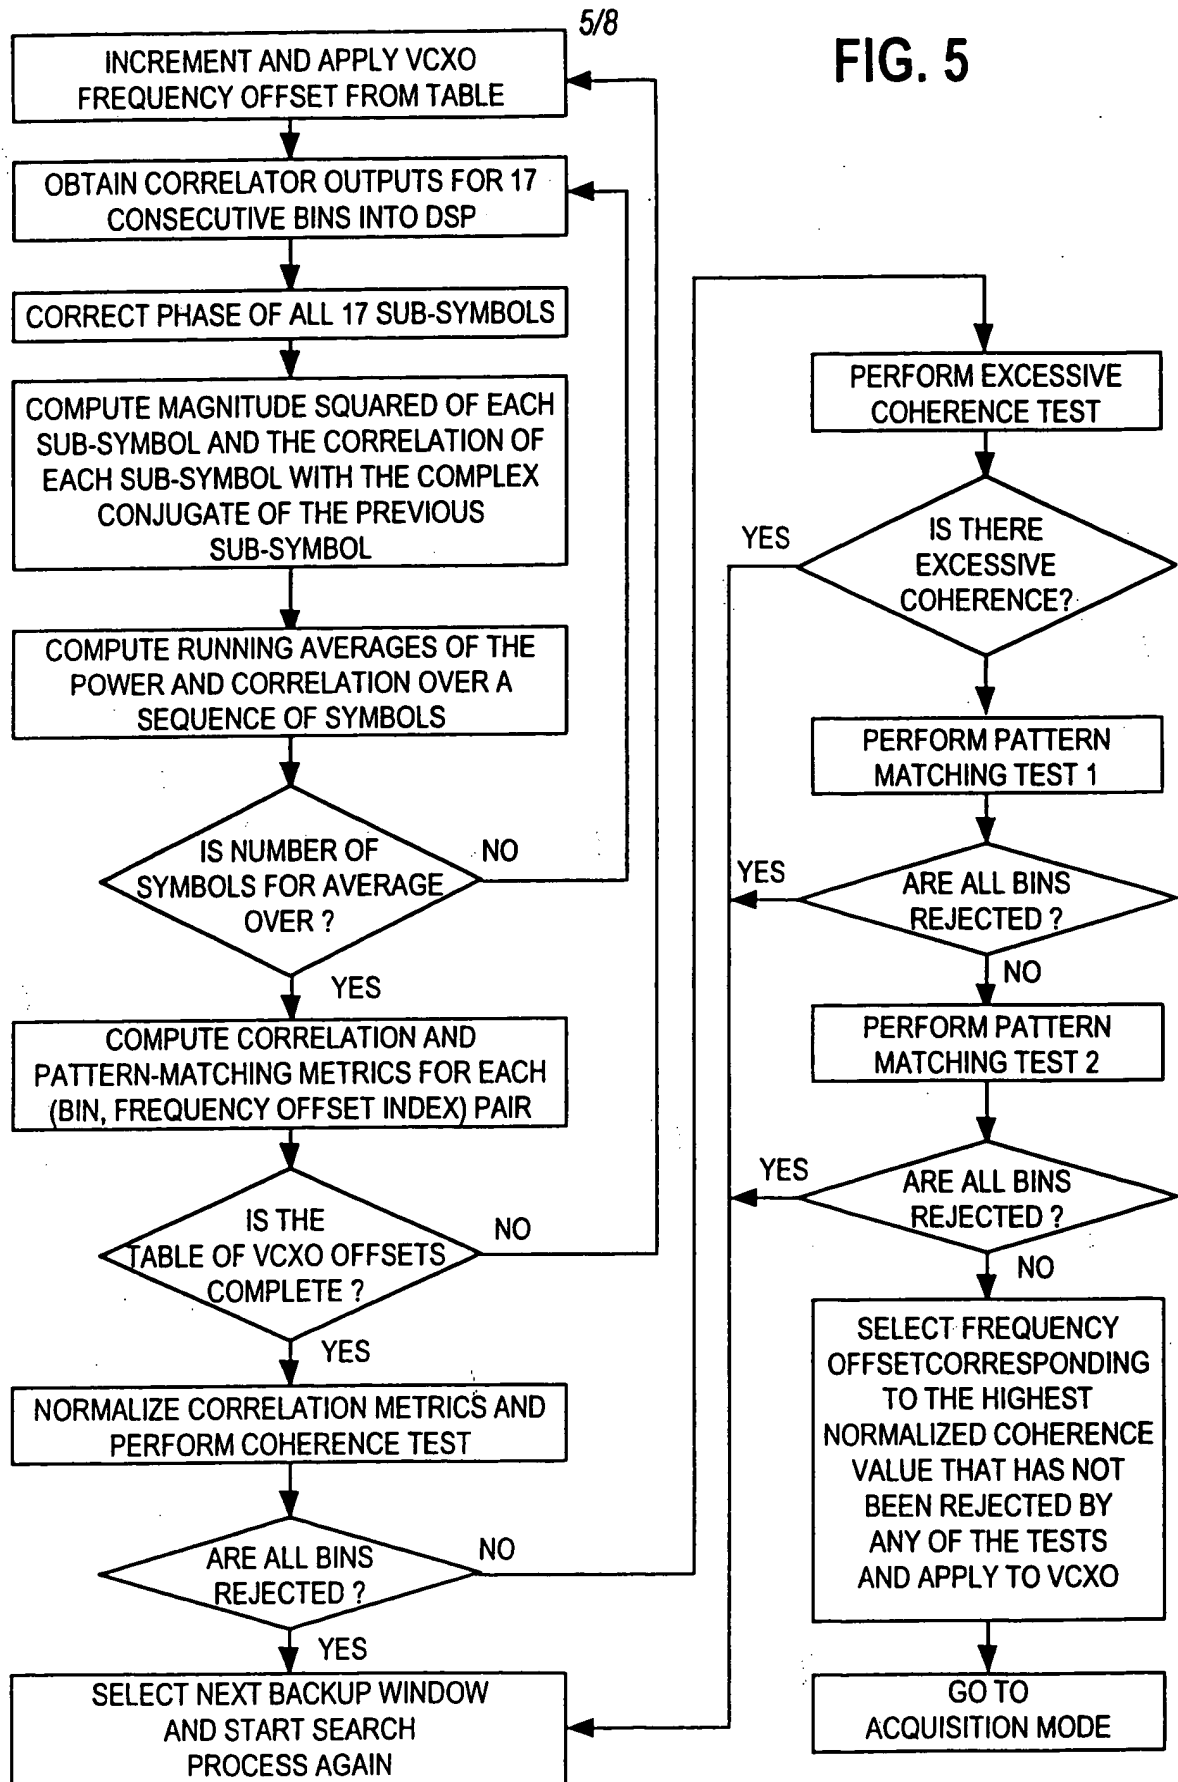 5/8
FIG. 5
INCREMENT AND APPLY VCXO
FREQUENCY OFFSET FROM TABLE
OBTAIN CORRELATOR OUTPUTS FOR 17
CONSECUTIVE BINS INTO DSP
CORRECT PHASE OF ALL 17 SUB-SYMBOLS
COMPUTE MAGNITUDE SQUARED OF EACH
SUB-SYMBOL AND THE CORRELATION OF
EACH SUB-SYMBOL WITH THE COMPLEX
CONJUGATE OF THE PREVIOUS
SUB-SYMBOL
COMPUTE RUNNING AVERAGES OF THE
POWER AND CORRELATION OVER A
SEQUENCE OF SYMBOLS
IS NUMBER OF
SYMBOLS FOR AVERAGE
OVER ?
NO
YES
COMPUTE CORRELATION AND
PATTERN-MATCHING METRICS FOR EACH
(BIN, FREQUENCY OFFSET INDEX) PAIR
IS THE
TABLE OF VCXO OFFSETS
COMPLETE ?
NO
YES
NORMALIZE CORRELATION METRICS AND
PERFORM COHERENCE TEST
ARE ALL BINS
REJECTED ?
NO
YES
SELECT NEXT BACKUP WINDOW
AND START SEARCH
PROCESS AGAIN
PERFORM EXCESSIVE
COHERENCE TEST
IS THERE
EXCESSIVE
COHERENCE?
YES
PERFORM PATTERN
MATCHING TEST 1
ARE ALL BINS
REJECTED ?
YES
NO
PERFORM PATTERN
MATCHING TEST 2
ARE ALL BINS
REJECTED ?
YES
NO
SELECT FREQUENCY
OFFSETCORRESPONDING
TO THE HIGHEST
NORMALIZED COHERENCE
VALUE THAT HAS NOT
BEEN REJECTED BY
ANY OF THE TESTS
AND APPLY TO VCXO
GO TO
ACQUISITION MODE